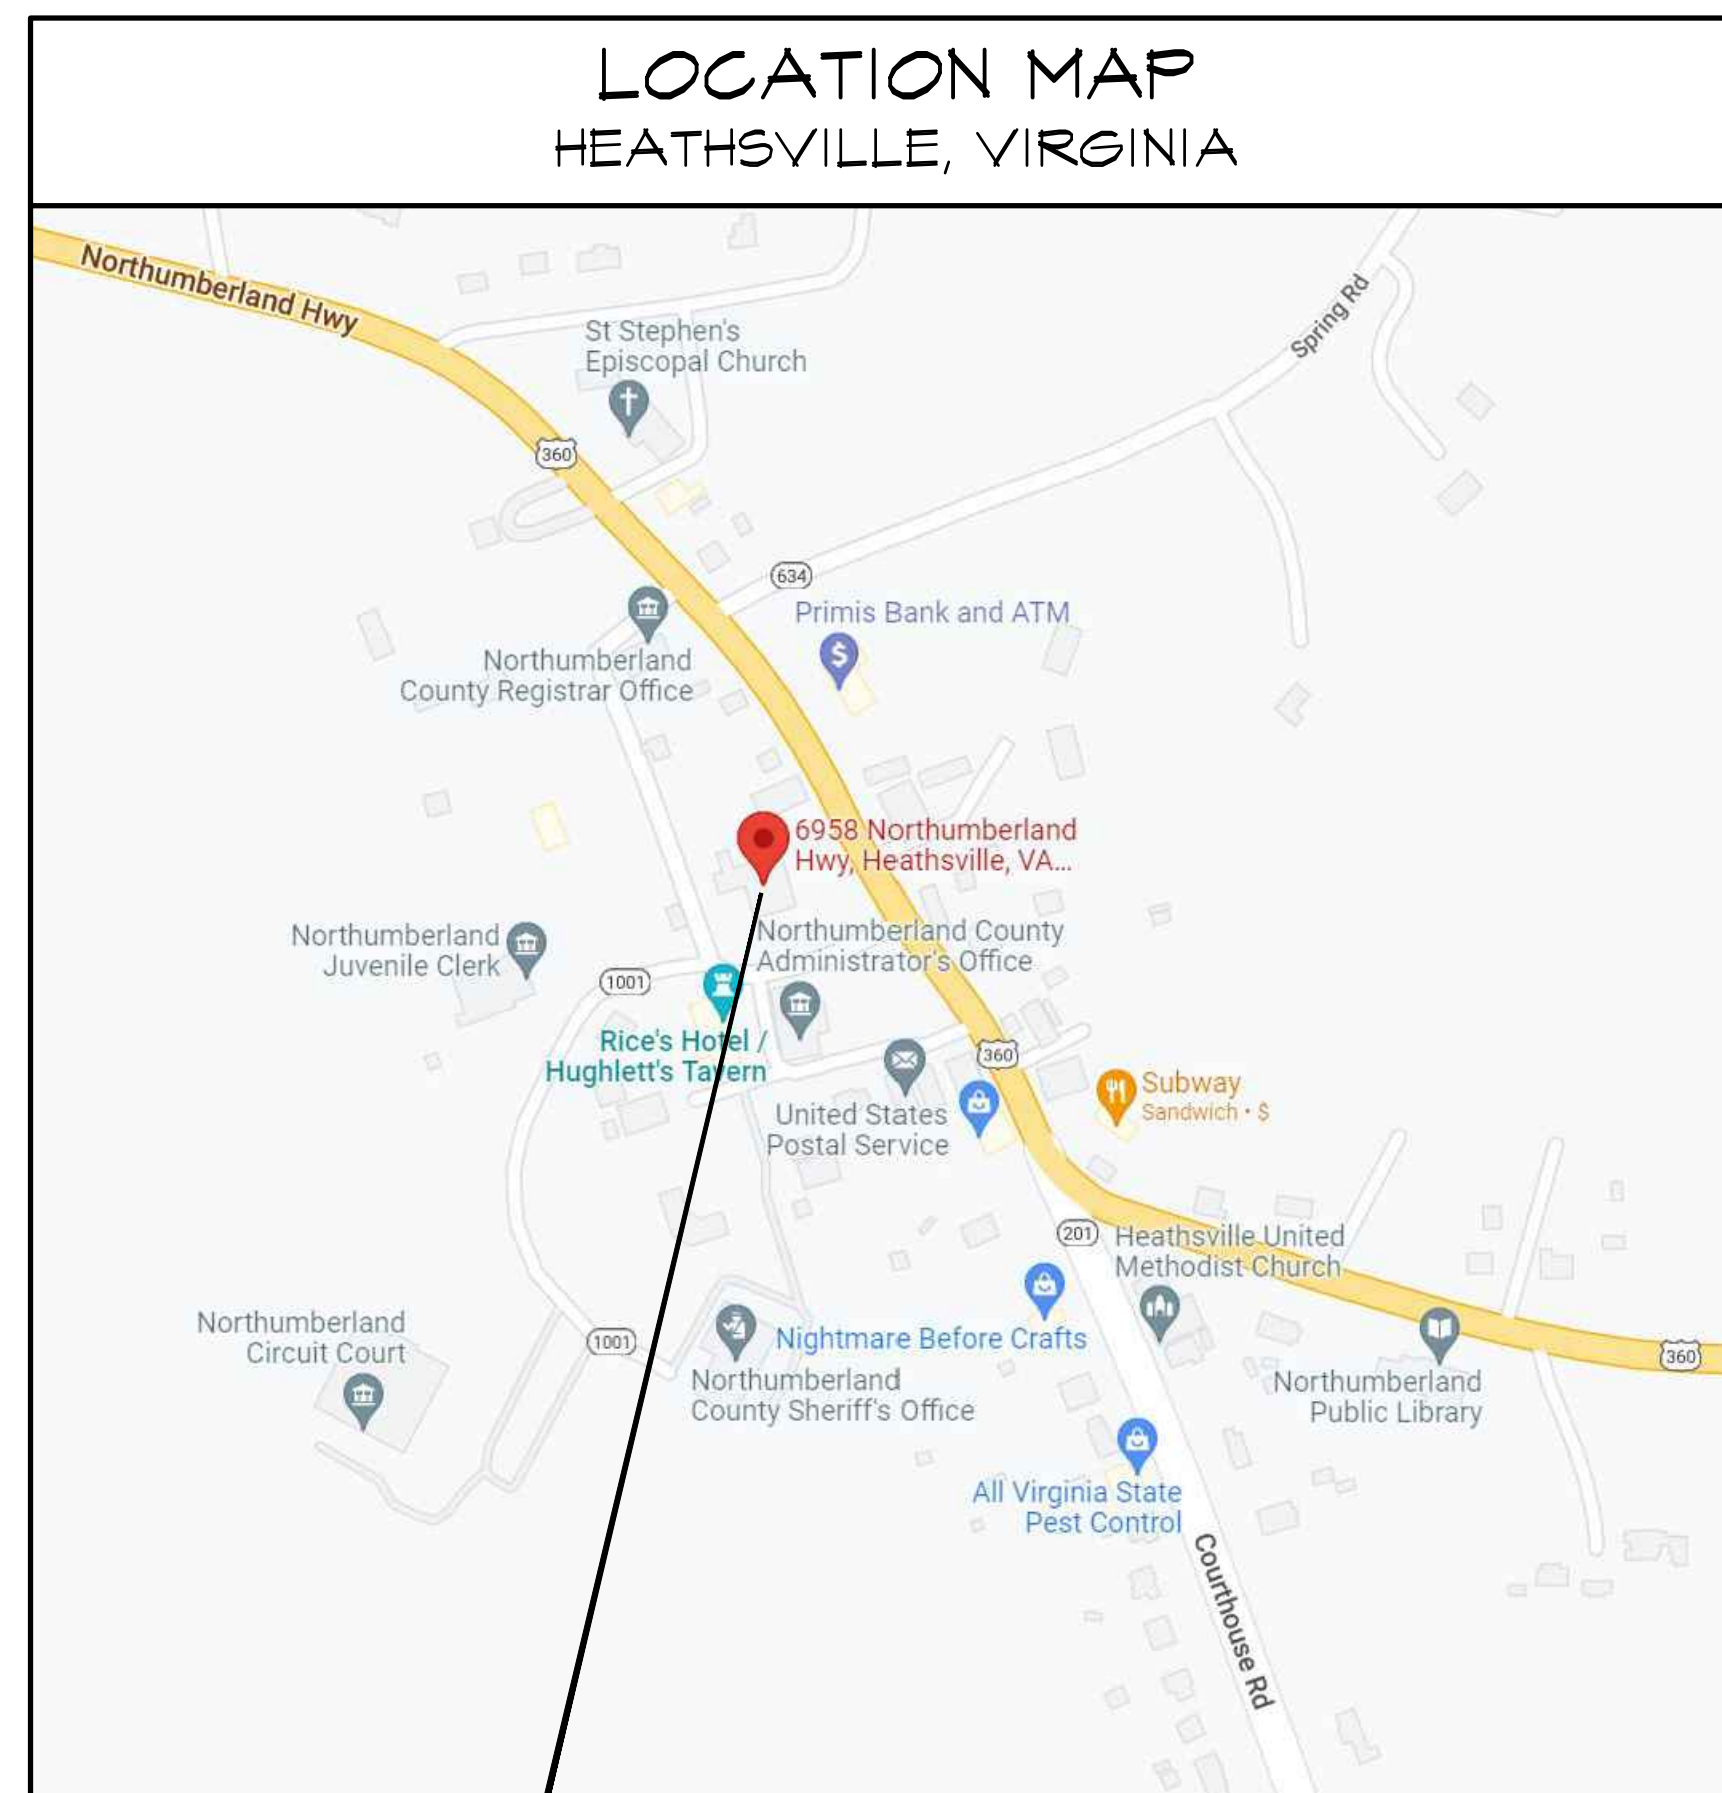 LOCATION MAP
HEATHSVILLE, VIRGINIA
Northumberland Hwy
Spring Rd
St Stephen's
Episcopal Church
360
634
Primis Bank and ATM
Northumberland
County Registrar Office
6958 Northumberland
Hwy, Heathsville, VA...
Northumberland County
Administrator's Office
Northumberland
Juvenile Clerk
1001
Rice's Hotel /
Hughlett's Tavern
360
Subway
Sandwich • $
United States
Postal Service
201
Heathsville United
Methodist Church
Northumberland
Circuit Court
1001
Nightmare Before Crafts
360
Northumberland
County Sheriff's Office
Northumberland
Public Library
All Virginia State
Pest Control
Courthouse Rd